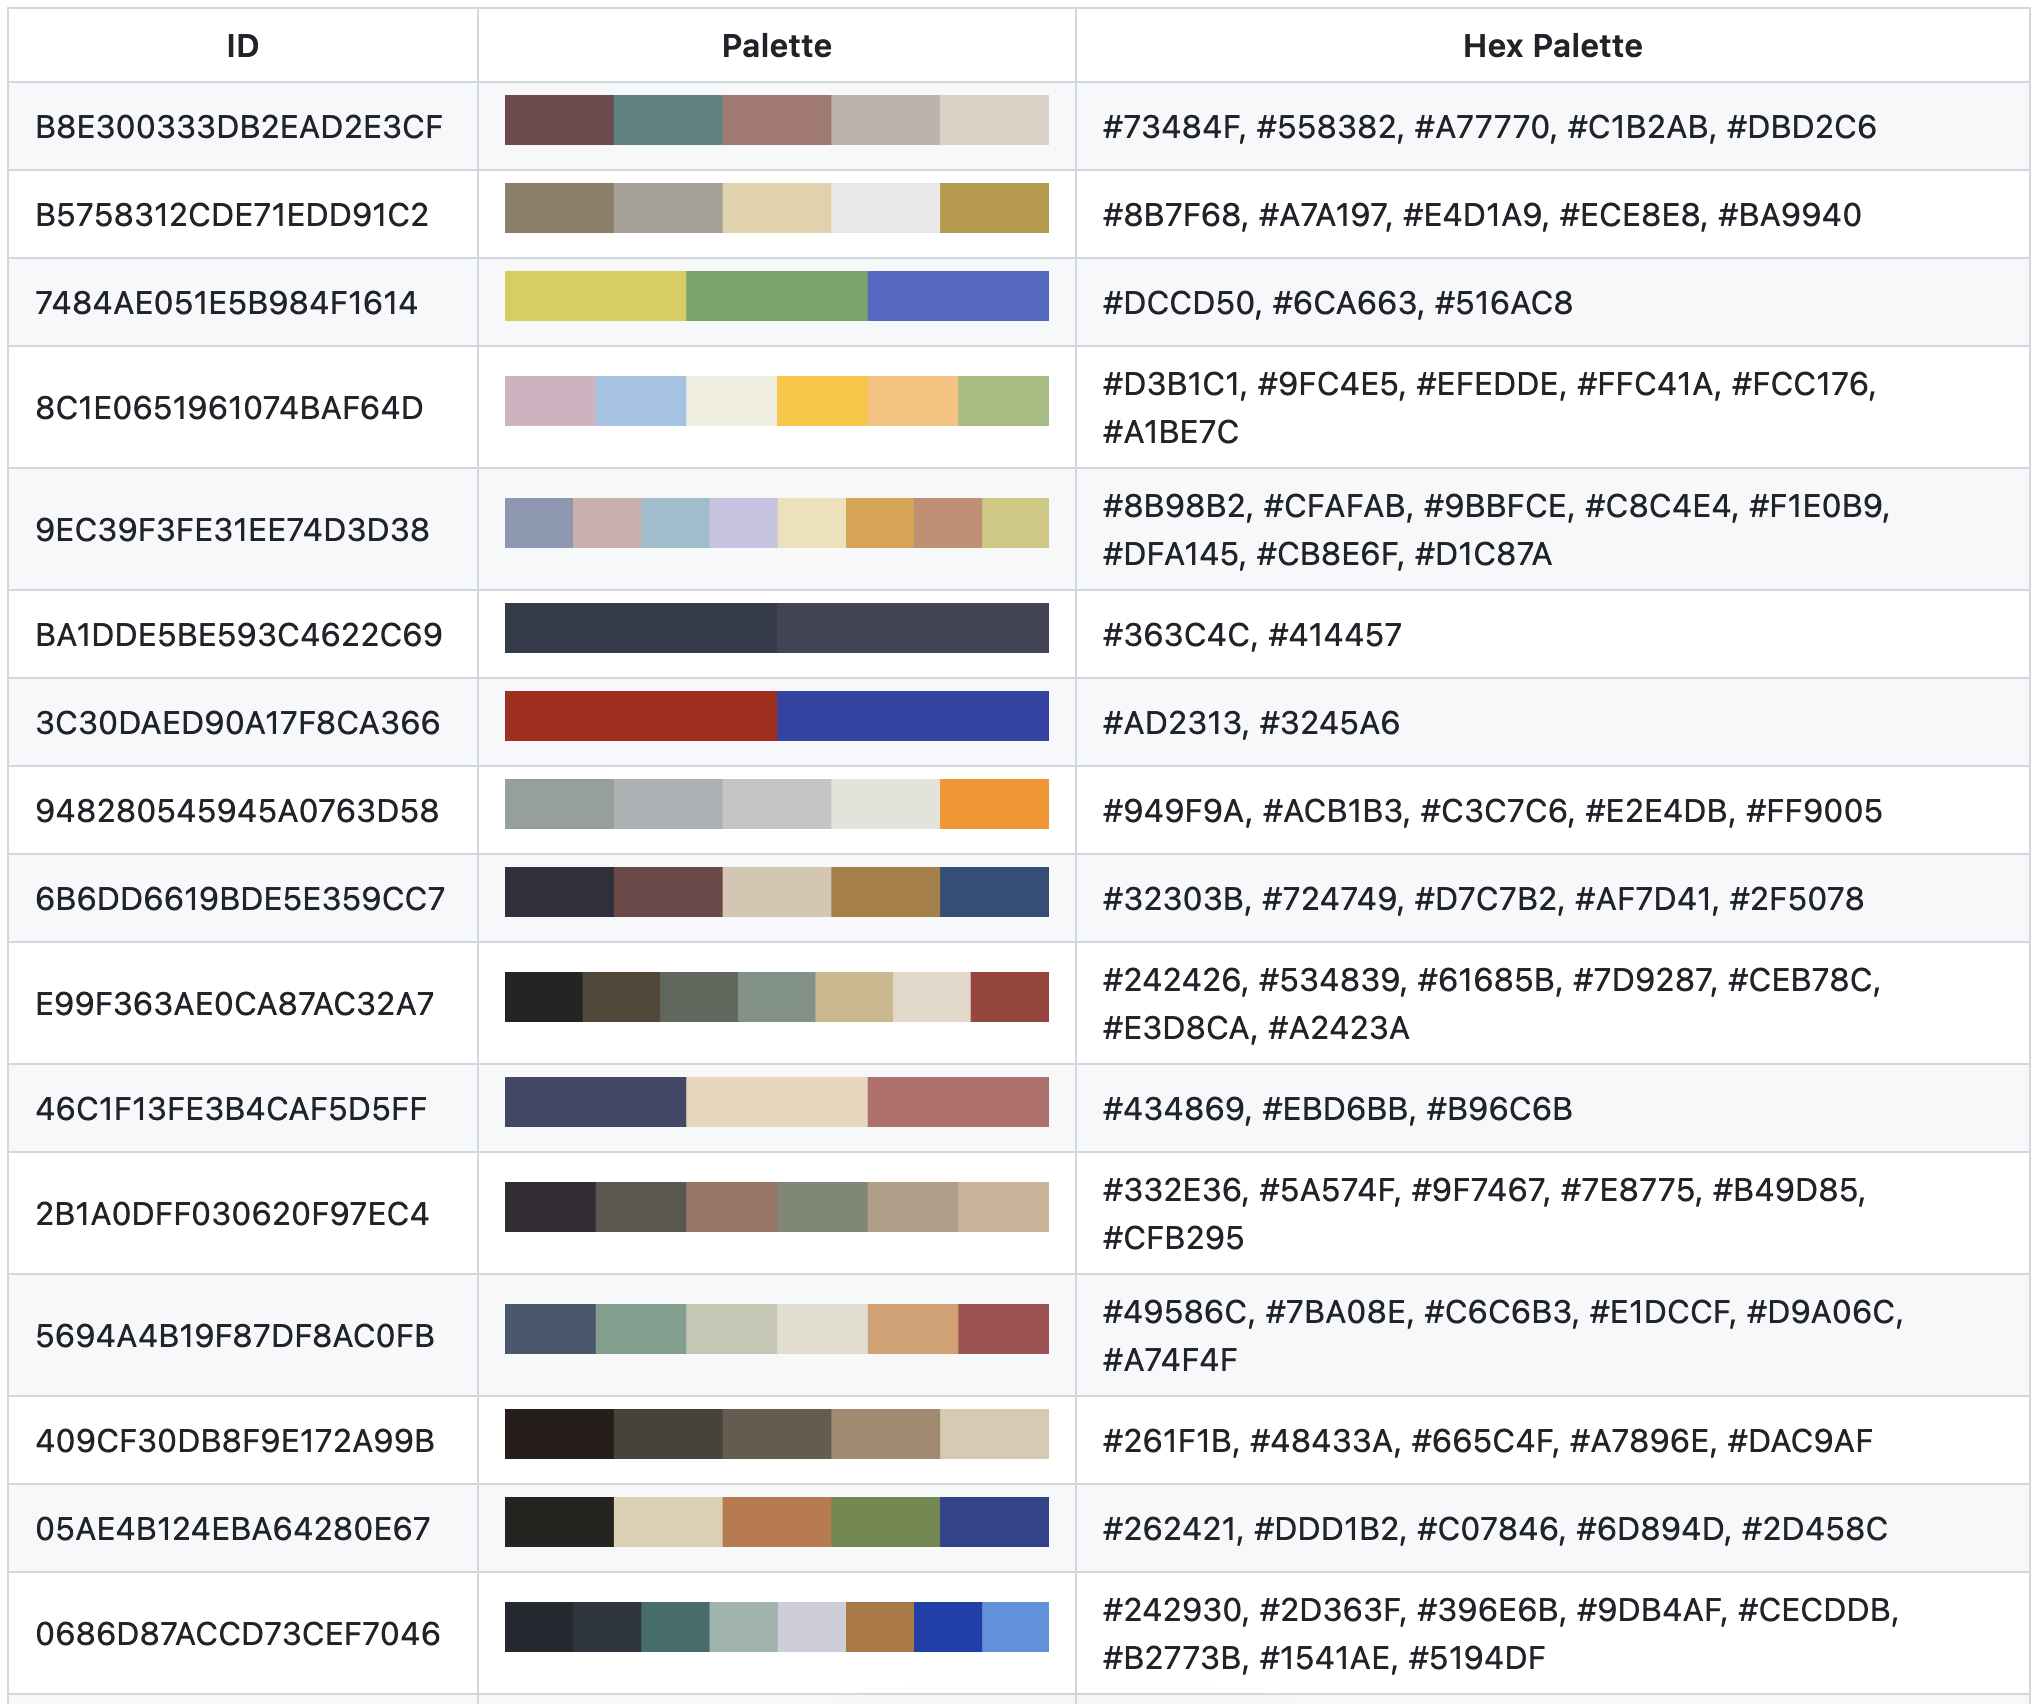 ID Palette Hex Palette
B8E300333DB2EAD2E3CF #73484F, #558382, #A77770, #C1B2AB, #DBD2C6
B5758312CDE71EDD91C2 #8B7F68, #A7A197, #E4D1A9, #ECE8E8, #BA9940
7484AE051E5B984F1614 #DCCD50, #6CA663, #516AC8
8C1E0651961074BAF64D #D3B1C1, #9FC4E5, #EFEDDE, #FFC41A, #FCC176,
#A1BE7C
9EC39F3FE31EE74D3D38 #8B98B2, #CFAFAB, #9BBFCE, #C8C4E4, #F1E0B9,
#DFA145, #CB8E6F, #D1C87A
BA1DDE5BE593C4622C69 #363C4C, #414457
3C30DAED90A17F8CA366 #AD2313, #3245A6
948280545945A0763D58 #949F9A, #ACB1B3, #C3C7C6, #E2E4DB, #FF9005
6B6DD6619BDE5E359CC7 #32303B, #724749, #D7C7B2, #AF7D41, #2F5078
E99F363AE0CA87AC32A7 #242426, #534839, #61685B, #7D9287, #CEB78C,
#E3D8CA, #A2423A
46C1F13FE3B4CAF5D5FF #434869, #EBD6BB, #B96C6B
2B1A0DFF030620F97EC4 #332E36, #5A574F, #9F7467, #7E8775, #B49D85,
#CFB295
5694A4B19F87DF8AC0FB #49586C, #7BA08E, #C6C6B3, #E1DCCF, #D9A06C,
#A74F4F
409CF30DB8F9E172A99B #261F1B, #48433A, #665C4F, #A7896E, #DAC9AF
05AE4B124EBA64280E67 #262421, #DDD1B2, #C07846, #6D894D, #2D458C
0686D87ACCD73CEF7046 #242930, #2D363F, #396E6B, #9DB4AF, #CECDDB,
#B2773B, #1541AE, #5194DF